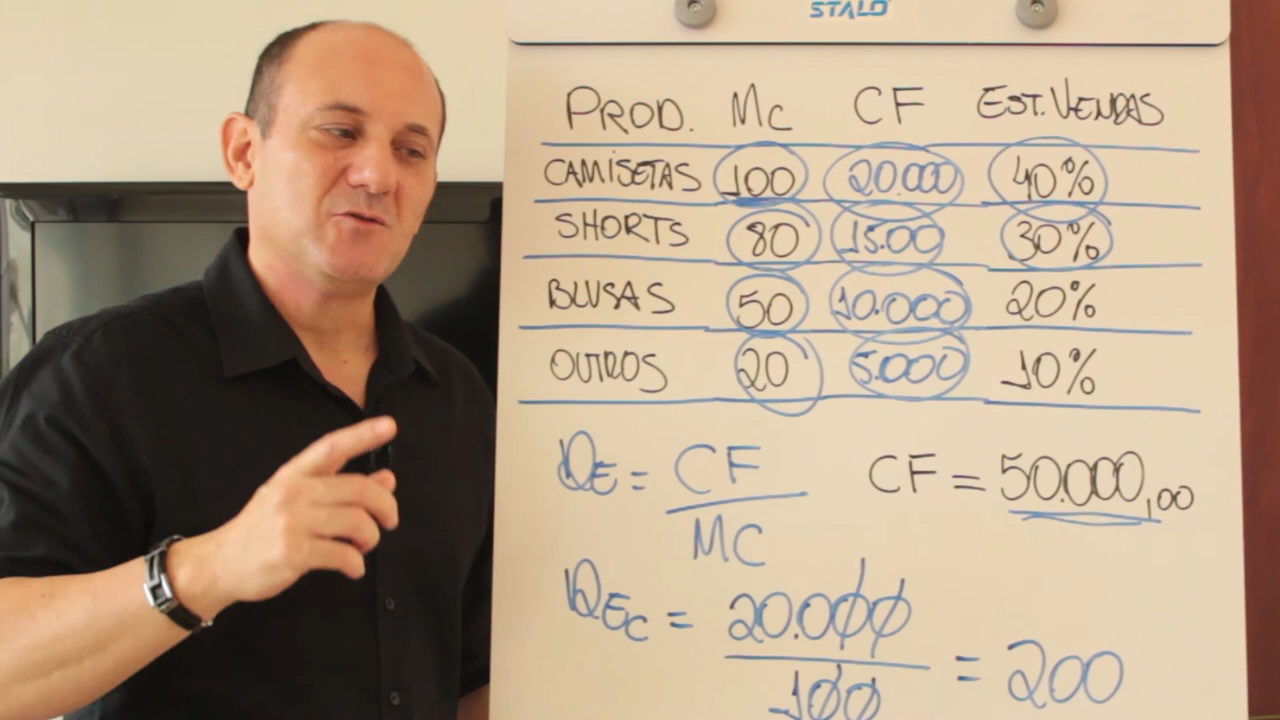 STALO
PROD. MC CF EST. VENDAS
CAMISETAS 100 20.000 40%
SHORTS 80 15.00 30%
BLUSAS 50 10.000 20%
OUTROS 20 5.000 10%
QE = CF / MC
CF = 50.000,00
QEC = 20.000 / 100 = 200